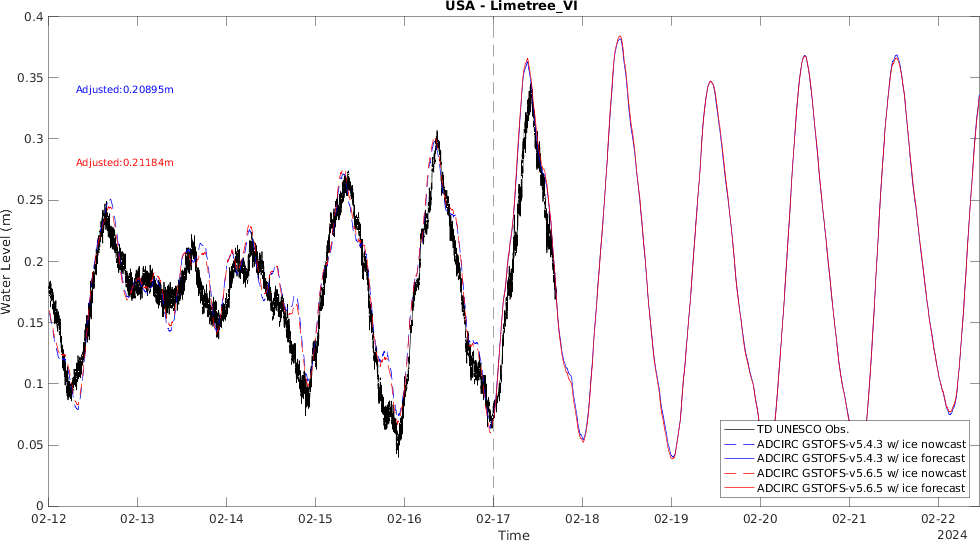 USA - Limetree_VI
0.4
0.35
0.3
0.25
0.2
0.15
0.1
0.05
0
Water Level (m)
Adjusted:0.20895m
Adjusted:0.21184m
TD UNESCO Obs.
ADCIRC GSTOFS-v5.4.3 w/ ice nowcast
ADCIRC GSTOFS-v5.4.3 w/ ice forecast
ADCIRC GSTOFS-v5.6.5 w/ ice nowcast
ADCIRC GSTOFS-v5.6.5 w/ ice forecast
02-12 02-13 02-14 02-15 02-16 02-17 02-18 02-19 02-20 02-21 02-22
Time
2024